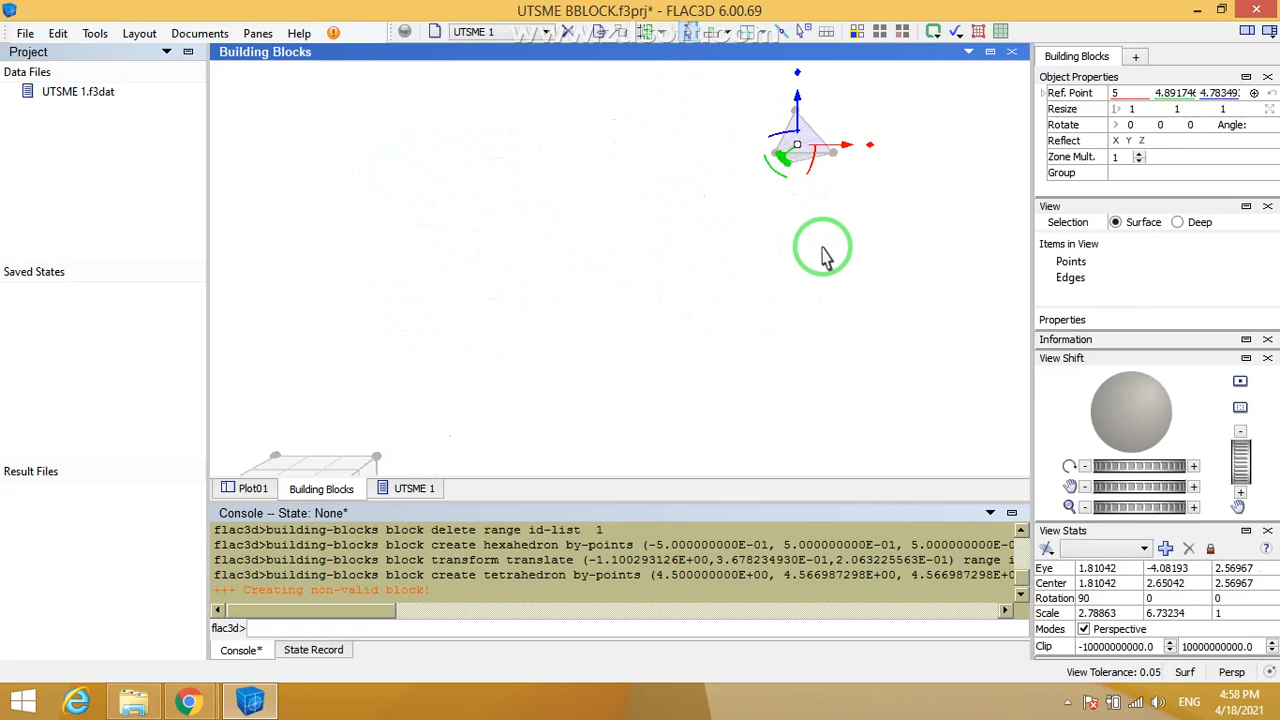 UTSME BBLOCK.f3prj* - FLAC3D 6.00.69
File Edit Tools Layout Documents Panes Help
UTSME 1
Project
Data Files
UTSME 1.f3dat
Saved States
Result Files
Building Blocks
Plot01
Building Blocks
UTSME 1
Console -- State: None*
flac3d>building-blocks block delete range id-list 1
flac3d>building-blocks block create hexahedron by-points (-5.000000000E-01, 5.000000000E-01, 5.000000000E-0
flac3d>building-blocks block transform translate (-1.100293126E+00,3.678234930E-01,2.063225563E-01) range i
flac3d>building-blocks block create tetrahedron by-points (4.500000000E+00, 4.566987298E+00, 4.566987298E+0
+++ Creating non-valid block!
flac3d>
Console* State Record
Building Blocks
Object Properties
Ref. Point 5 4.891746 4.783493
Resize 1 1 1
Rotate 0 0 0 Angle:
Reflect X Y Z
Zone Mult. 1
Group
View
Selection Surface Deep
Items in View
Points
Edges
Properties
Information
View Shift
View Stats
Eye 1.81042 -4.08193 2.56967
Center 1.81042 2.65042 2.56967
Rotation 90 0 0
Scale 2.78863 6.73234 1
Modes Perspective
Clip -10000000000.0 10000000000.0
View Tolerance: 0.05 Surf Persp
ENG
4:58 PM
4/18/2021